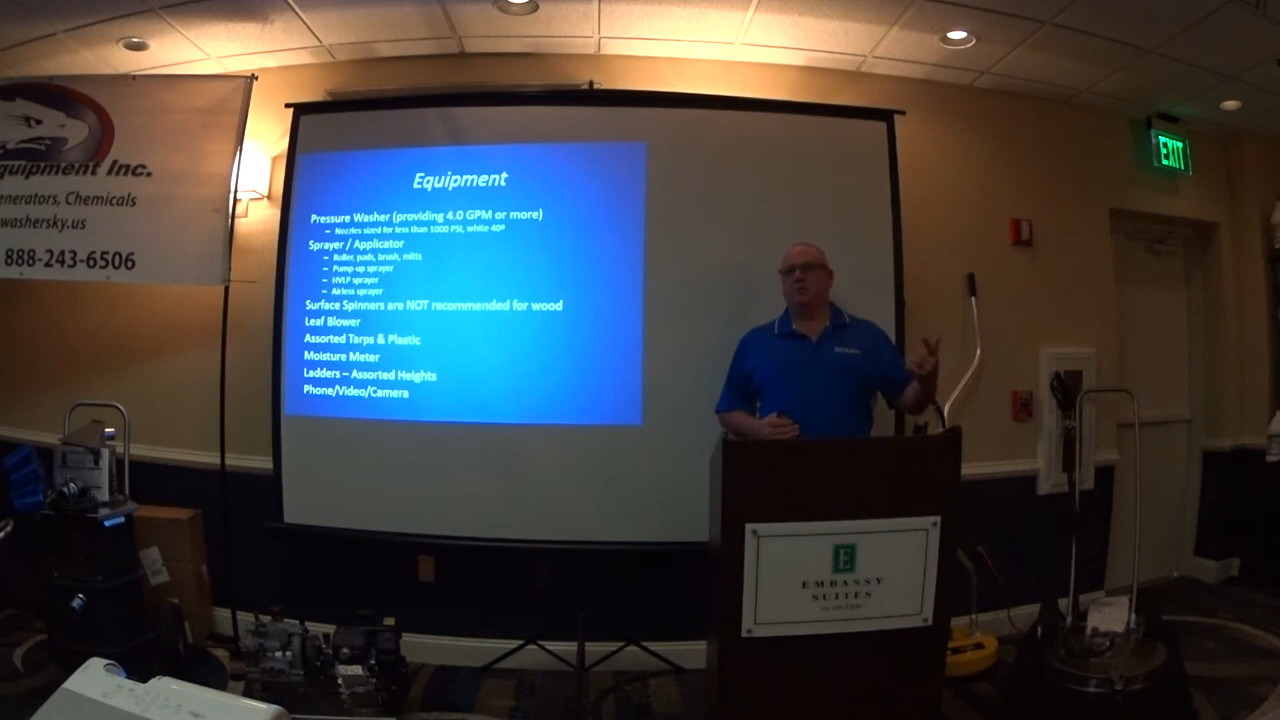 quipment Inc.
enerators, Chemicals
washersky.us
888-243-6506
Equipment
Pressure Washer (providing 4.0 GPM or more)
– Nozzles sized for less than 1000 PSI, white 40º
Sprayer / Applicator
– Roller, pads, brush, mitts
– Pump-up sprayer
– HVLP sprayer
– Airless sprayer
Surface Spinners are NOT recommended for wood
Leaf Blower
Assorted Tarps & Plastic
Moisture Meter
Ladders – Assorted Heights
Phone/Video/Camera
EXIT
E
EMBASSY
SUITES